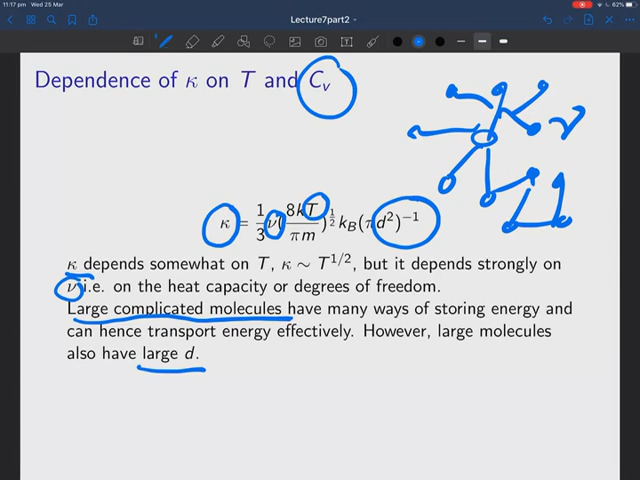 11:17 pm Wed 25 Mar
62%
Lecture7part2
Dependence of κ on T and Cᵥ
κ = 1/3 ν(8kT/πm)^½ k_B(πd²)⁻¹
κ depends somewhat on T, κ ∼ T^1/2, but it depends strongly on
ν i.e. on the heat capacity or degrees of freedom.
Large complicated molecules have many ways of storing energy and
can hence transport energy effectively. However, large molecules
also have large d.
ν